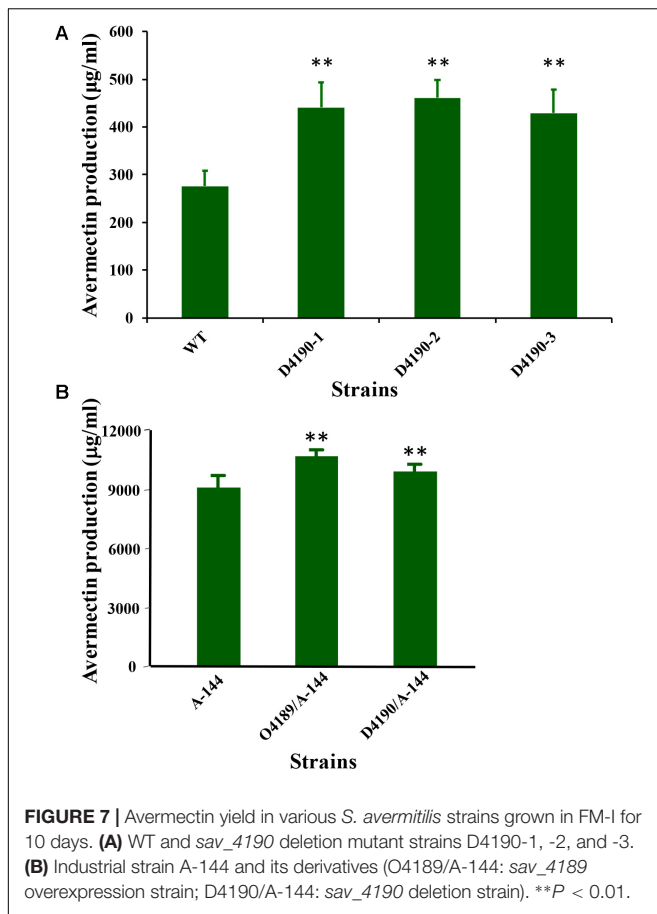 A
600
** ** **
500
400
300
200
100
0
Avermectin production (µg/ml)
WT D4190-1 D4190-2 D4190-3
Strains
B
12000
** **
9000
6000
3000
0
Avermectin production (µg/ml)
A-144 O4189/A-144 D4190/A-144
Strains
FIGURE 7 | Avermectin yield in various S. avermitilis strains grown in FM-I for
10 days. (A) WT and sav_4190 deletion mutant strains D4190-1, -2, and -3.
(B) Industrial strain A-144 and its derivatives (O4189/A-144: sav_4189
overexpression strain; D4190/A-144: sav_4190 deletion strain). **P < 0.01.